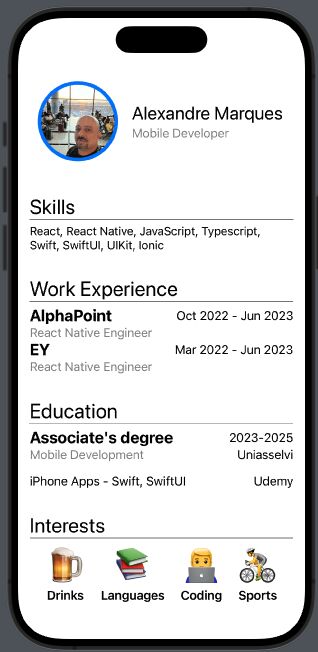 Alexandre Marques
Mobile Developer
Skills
React, React Native, JavaScript, Typescript,
Swift, SwiftUI, UIKit, Ionic
Work Experience
AlphaPoint Oct 2022 - Jun 2023
React Native Engineer
EY Mar 2022 - Jun 2023
React Native Engineer
Education
Associate's degree 2023-2025
Mobile Development Uniasselvi
iPhone Apps - Swift, SwiftUI Udemy
Interests
Drinks Languages Coding Sports